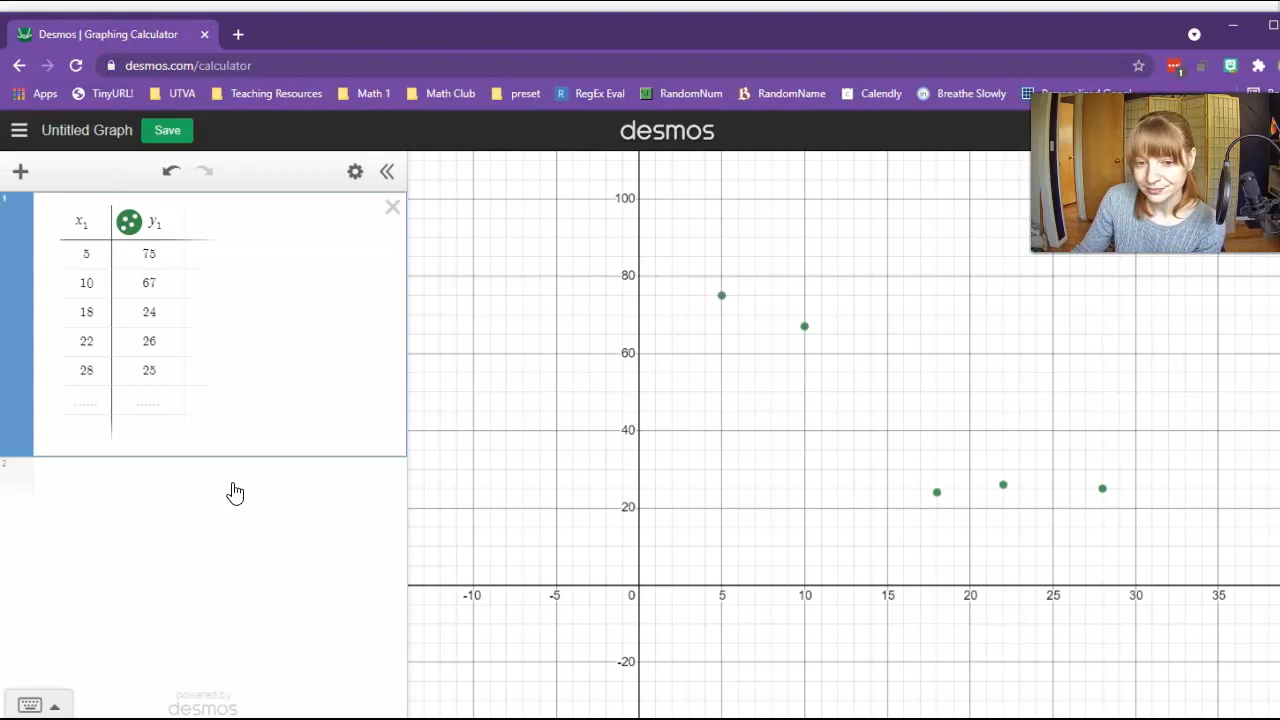 Desmos | Graphing Calculator
desmos.com/calculator
Apps TinyURL! UTVA Teaching Resources Math 1 Math Club preset RegEx Eval RandomNum RandomName Calendly Breathe Slowly
Untitled Graph Save desmos
1
x₁ y₁
5 75
10 67
18 24
22 26
28 25
2
powered by
desmos
100
80
60
40
20
-10 -5 0 5 10 15 20 25 30 35
-20